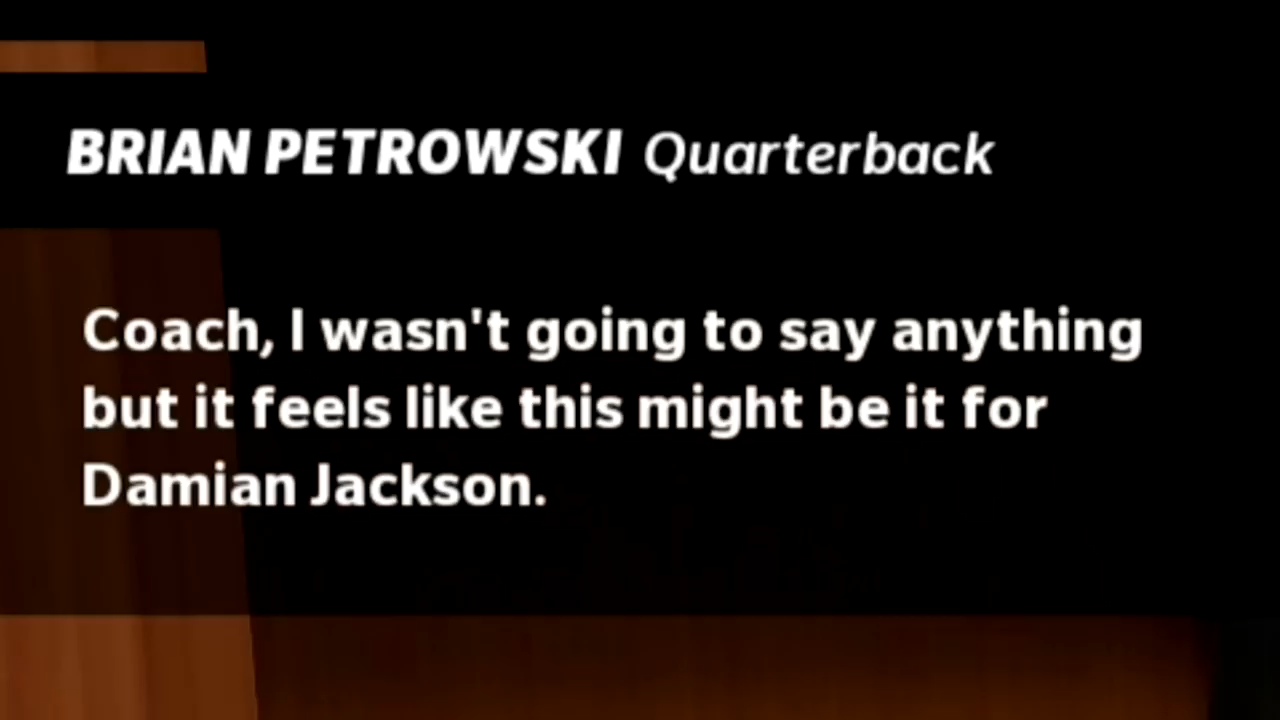 BRIAN PETROWSKI Quarterback
Coach, I wasn't going to say anything
but it feels like this might be it for
Damian Jackson.